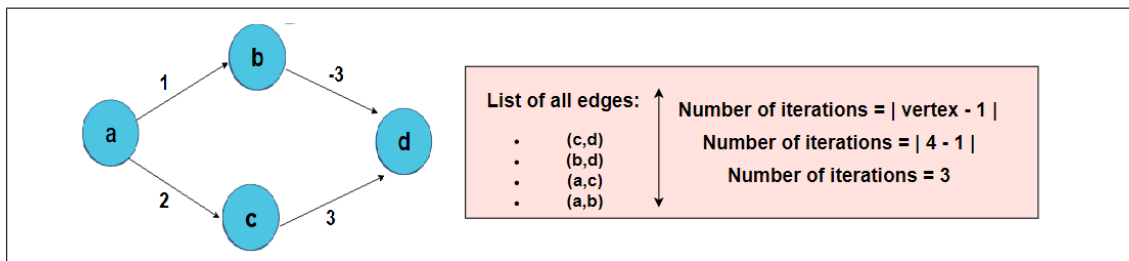 b
1
-3
a
d
2
3
c
List of all edges:
• (c,d)
• (b,d)
• (a,c)
• (a,b)
Number of iterations = | vertex - 1 |
Number of iterations = | 4 - 1 |
Number of iterations = 3